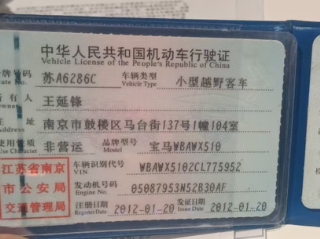 中华人民共和国机动车行驶证
Vehicle License of the People's Republic of China
牌号码 苏A6286C 车辆类型 小型越野客车
Vehicle Type
有人 王延锋
址 南京市鼓楼区马台街137号1幢104室
Address
使用性质 非营运 品牌型号 宝马WBAWX510
Model
江苏省南京 车辆识别代号 WBAWX5102CL775952
VIN
市公安局 发动机号码 05087953N52B30AF
Engine No.
交通管理局 注册日期 2012-01-20 发证日期 2012-01-20
Register Date Issue Date